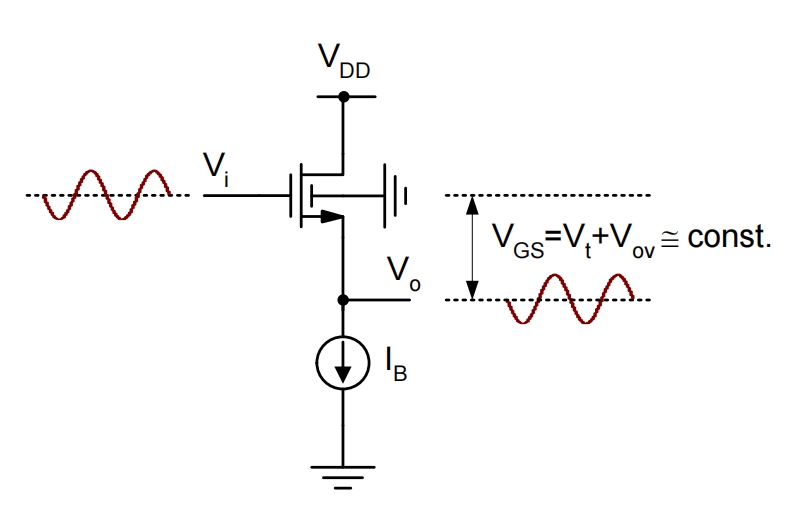 V_DD
V_i
V_GS=V_t+V_ov ≅ const.
V_o
I_B